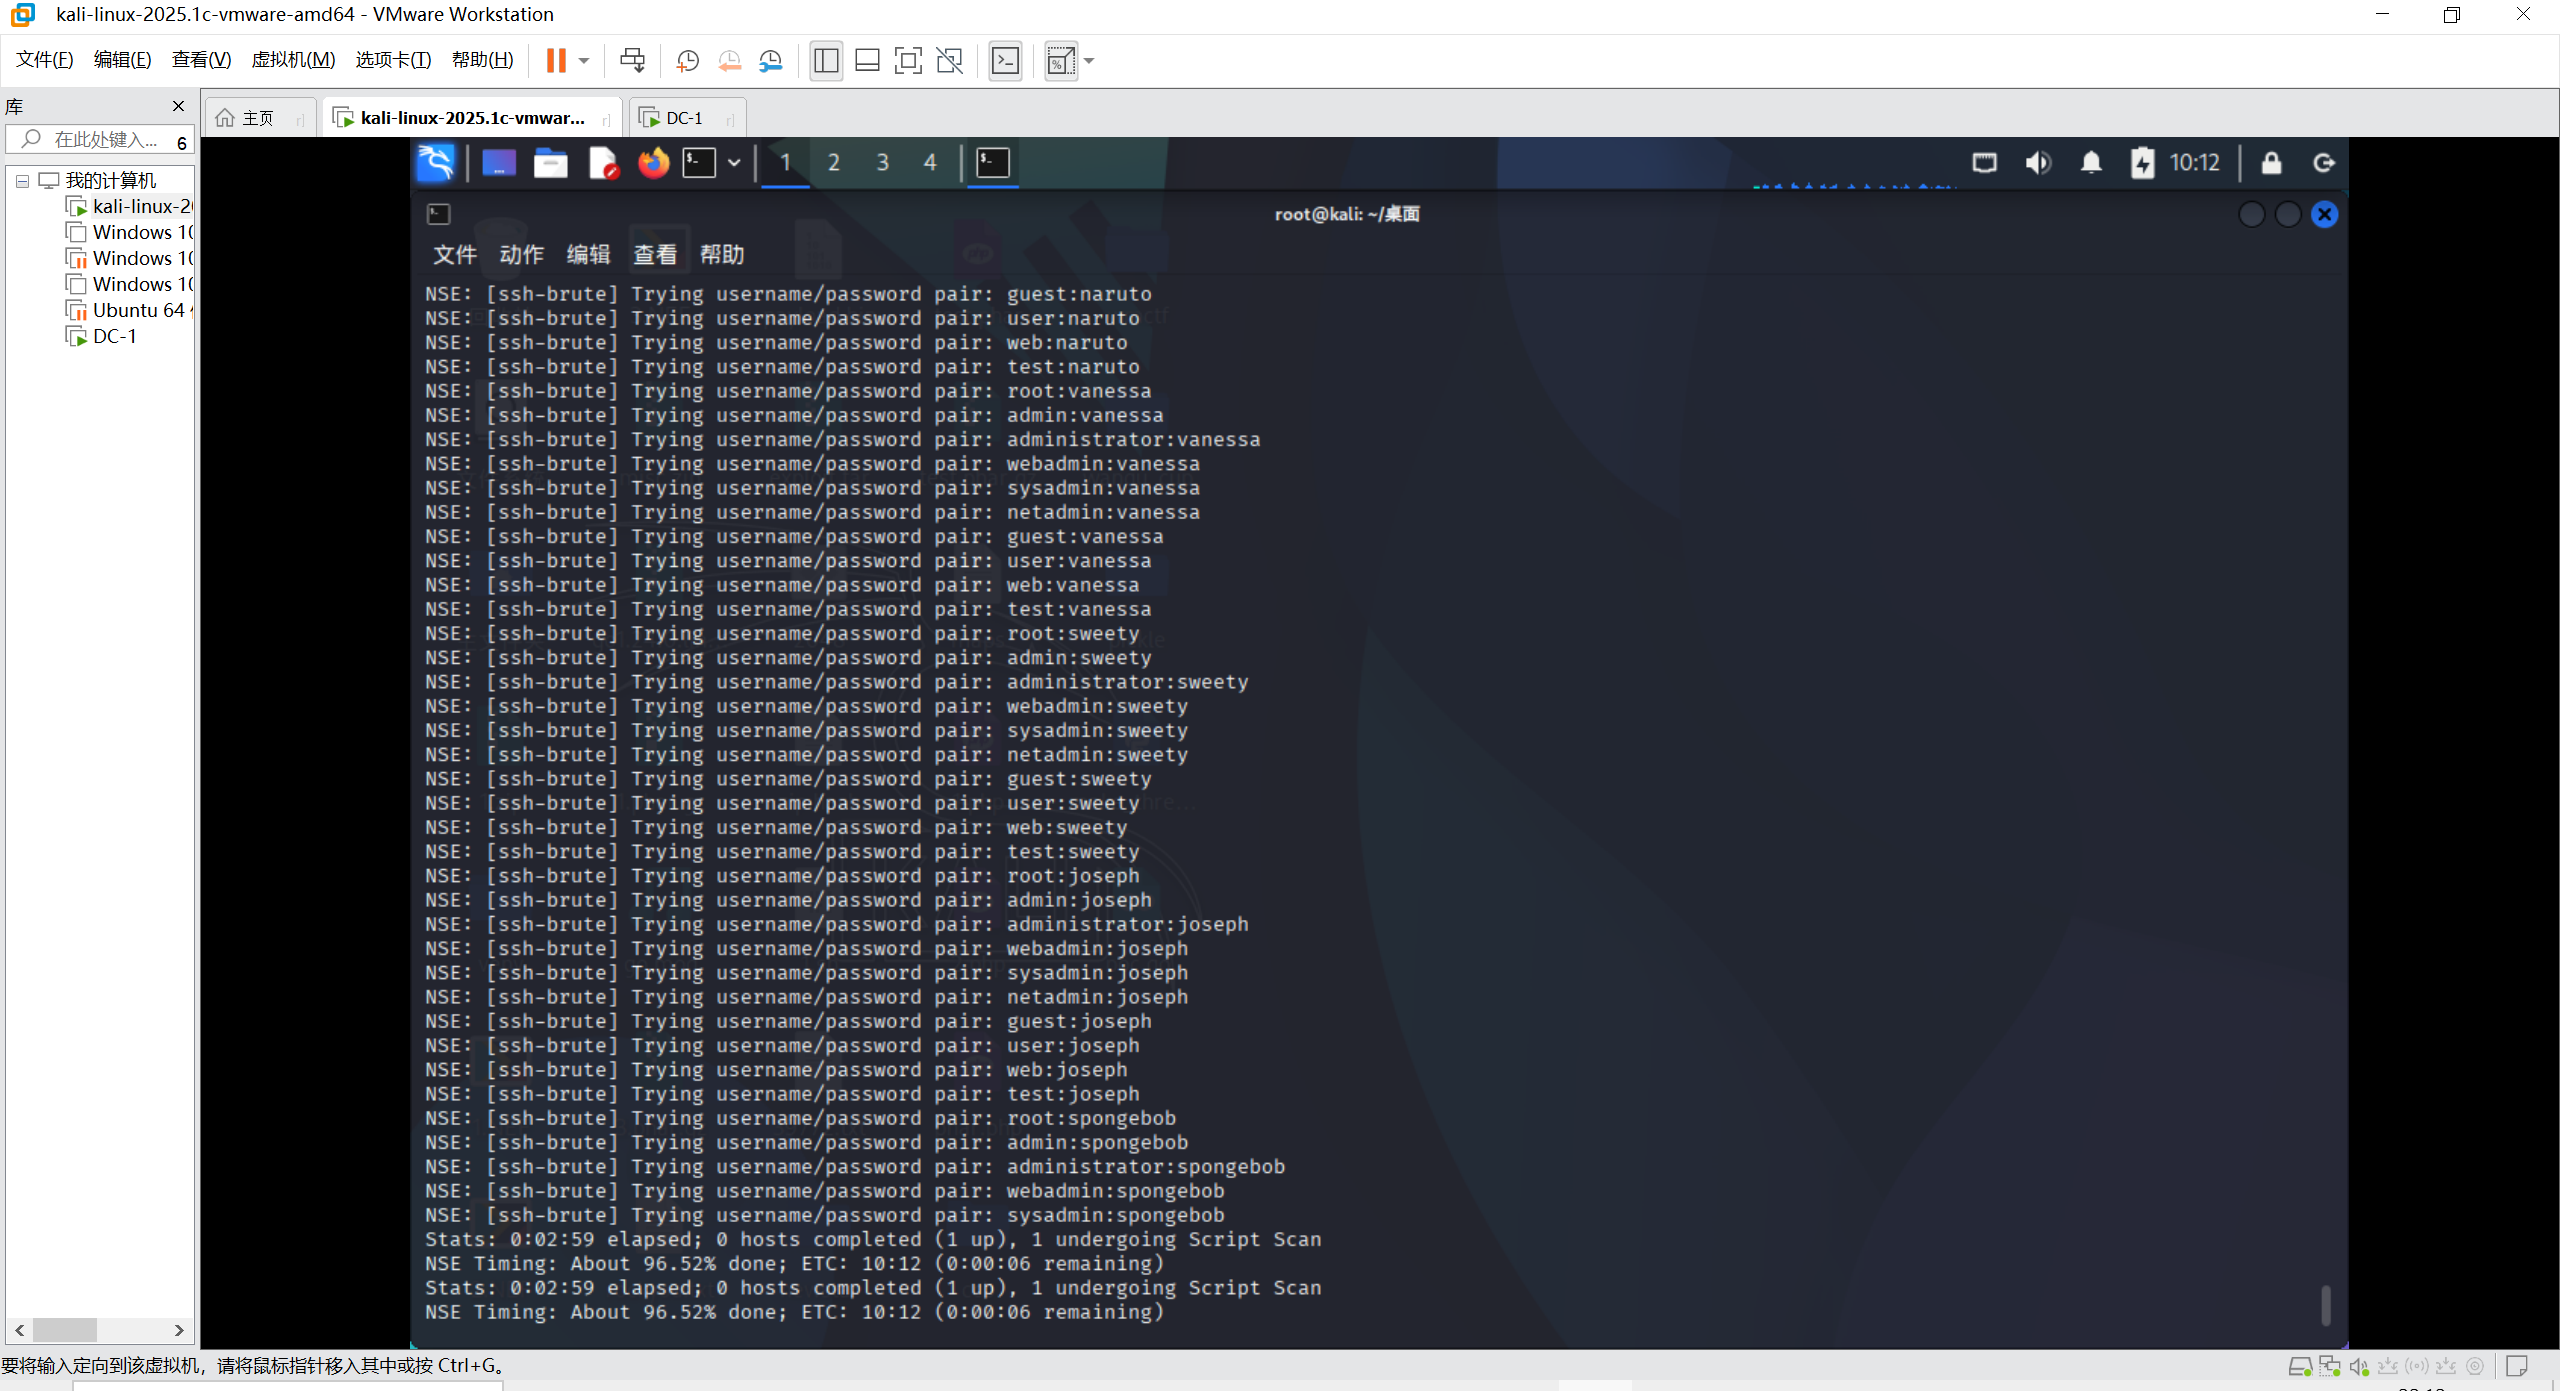 kali-linux-2025.1c-vmware-amd64 - VMware Workstation
文件(F) 编辑(E) 查看(V) 虚拟机(M) 选项卡(T) 帮助(H)
库
在此处键入... 6
我的计算机
kali-linux-2
Windows 1
Windows 1
Windows 1
Ubuntu 64
DC-1
主页 kali-linux-2025.1c-vmwar... DC-1
1 2 3 4 10:12
root@kali: ~/桌面
文件 动作 编辑 查看 帮助
NSE: [ssh-brute] Trying username/password pair: guest:naruto
NSE: [ssh-brute] Trying username/password pair: user:naruto
NSE: [ssh-brute] Trying username/password pair: web:naruto
NSE: [ssh-brute] Trying username/password pair: test:naruto
NSE: [ssh-brute] Trying username/password pair: root:vanessa
NSE: [ssh-brute] Trying username/password pair: admin:vanessa
NSE: [ssh-brute] Trying username/password pair: administrator:vanessa
NSE: [ssh-brute] Trying username/password pair: webadmin:vanessa
NSE: [ssh-brute] Trying username/password pair: sysadmin:vanessa
NSE: [ssh-brute] Trying username/password pair: netadmin:vanessa
NSE: [ssh-brute] Trying username/password pair: guest:vanessa
NSE: [ssh-brute] Trying username/password pair: user:vanessa
NSE: [ssh-brute] Trying username/password pair: web:vanessa
NSE: [ssh-brute] Trying username/password pair: test:vanessa
NSE: [ssh-brute] Trying username/password pair: root:sweety
NSE: [ssh-brute] Trying username/password pair: admin:sweety
NSE: [ssh-brute] Trying username/password pair: administrator:sweety
NSE: [ssh-brute] Trying username/password pair: webadmin:sweety
NSE: [ssh-brute] Trying username/password pair: sysadmin:sweety
NSE: [ssh-brute] Trying username/password pair: netadmin:sweety
NSE: [ssh-brute] Trying username/password pair: guest:sweety
NSE: [ssh-brute] Trying username/password pair: user:sweety
NSE: [ssh-brute] Trying username/password pair: web:sweety
NSE: [ssh-brute] Trying username/password pair: test:sweety
NSE: [ssh-brute] Trying username/password pair: root:joseph
NSE: [ssh-brute] Trying username/password pair: admin:joseph
NSE: [ssh-brute] Trying username/password pair: administrator:joseph
NSE: [ssh-brute] Trying username/password pair: webadmin:joseph
NSE: [ssh-brute] Trying username/password pair: sysadmin:joseph
NSE: [ssh-brute] Trying username/password pair: netadmin:joseph
NSE: [ssh-brute] Trying username/password pair: guest:joseph
NSE: [ssh-brute] Trying username/password pair: user:joseph
NSE: [ssh-brute] Trying username/password pair: web:joseph
NSE: [ssh-brute] Trying username/password pair: test:joseph
NSE: [ssh-brute] Trying username/password pair: root:spongebob
NSE: [ssh-brute] Trying username/password pair: admin:spongebob
NSE: [ssh-brute] Trying username/password pair: administrator:spongebob
NSE: [ssh-brute] Trying username/password pair: webadmin:spongebob
NSE: [ssh-brute] Trying username/password pair: sysadmin:spongebob
Stats: 0:02:59 elapsed; 0 hosts completed (1 up), 1 undergoing Script Scan
NSE Timing: About 96.52% done; ETC: 10:12 (0:00:06 remaining)
Stats: 0:02:59 elapsed; 0 hosts completed (1 up), 1 undergoing Script Scan
NSE Timing: About 96.52% done; ETC: 10:12 (0:00:06 remaining)
要将输入定向到该虚拟机，请将鼠标指针移入其中或按 Ctrl+G。